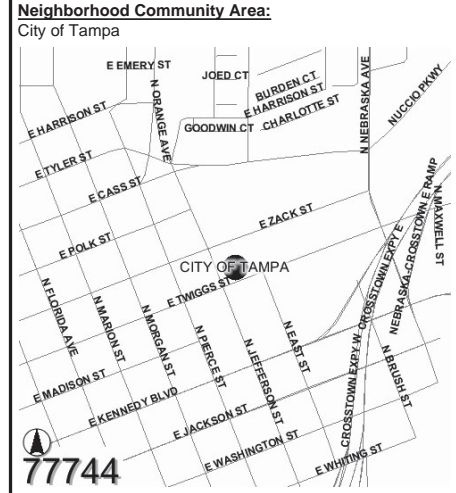 Neighborhood Community Area:
City of Tampa
E EMERY ST
JOED CT
BURDEN CT
E HARRISON ST
CHARLOTTE ST
GOODWIN CT
N NEBRASKA AVE
NUCCIO PKWY
N ORANGE AVE
E HARRISON ST
E TYLER ST
E CASS ST
E ZACK ST
E POLK ST
CITY OF TAMPA
E TWIGGS ST
N FLORIDA AVE
N MARION ST
N MORGAN ST
N PIERCE ST
N JEFFERSON ST
N EAST ST
CROSSTOWN EXPY W
CROSSTOWN EXPY E
NEBRASKA-CROSSTOWN E RAMP
N MAXWELL ST
N BRUSH ST
E MADISON ST
E KENNEDY BLVD
E JACKSON ST
E WASHINGTON ST
E WHITING ST
77744